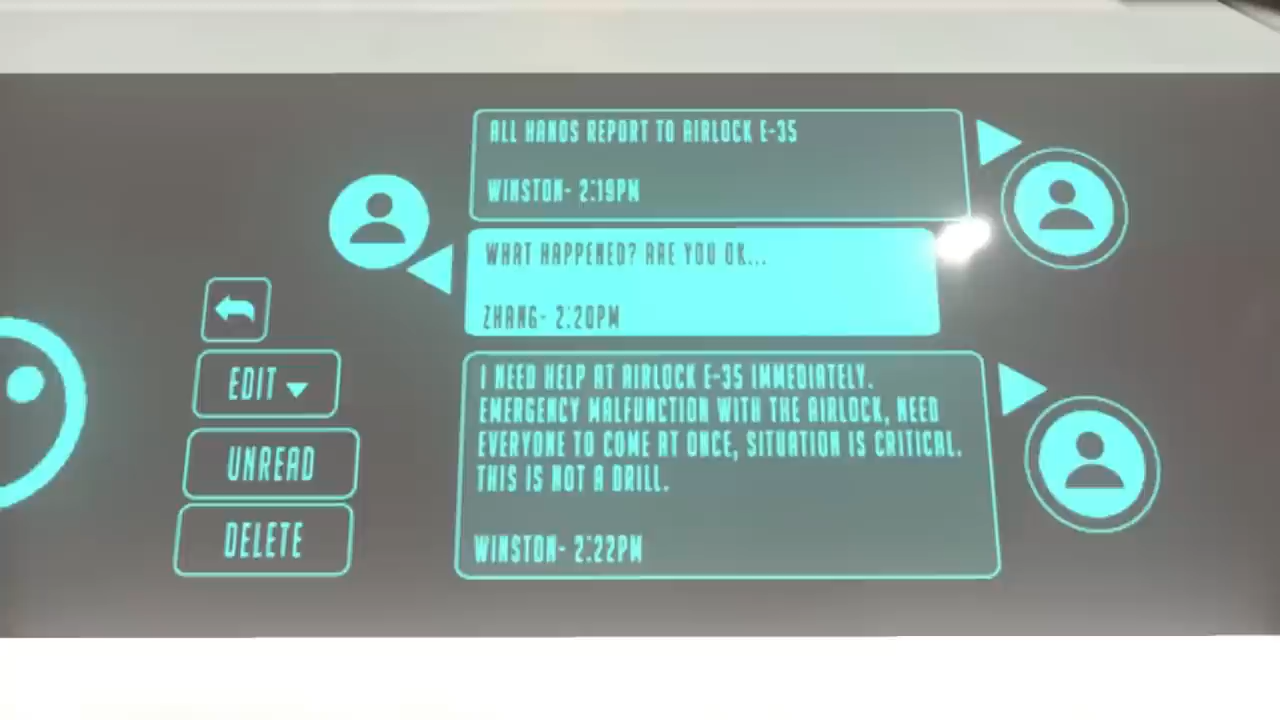 ALL HANDS REPORT TO AIRLOCK E-35
WINSTON- 2:19PM
WHAT HAPPENED? ARE YOU OK...
ZHANG- 2:20PM
I NEED HELP AT AIRLOCK E-35 IMMEDIATELY.
EMERGENCY MALFUNCTION WITH THE AIRLOCK, NEED
EVERYONE TO COME AT ONCE, SITUATION IS CRITICAL.
THIS IS NOT A DRILL.
WINSTON- 2:22PM
EDIT
UNREAD
DELETE